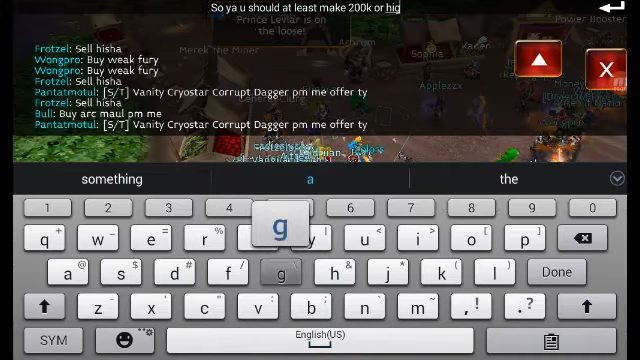 So ya u should at least make 200k or hig
Prince Leviar is on
the loose!
Power Booster
Merek the Miner
Sophia
Frotzel: Sell hisha
Wongpro: Buy weak fury
Wongpro: Buy weak fury
Frotzel: Sell hisha
Applezzx
Pantatmotul: [S/T] Vanity Cryostar Corrupt Dagger pm me offer ty
Frotzel: Sell hisha
Bull: Buy arc maul pm me
Pantatmotul: [S/T] Vanity Cryostar Corrupt Dagger pm me offer ty
X
something a the
1 2 3 4 6 7 8 9 0
q + w - e = r % g y u < i > o [ p ]
a @ s $ d # f / g \ h & j * k ( l ) Done
z x c v b n m , ! . ?
SYM English(US)